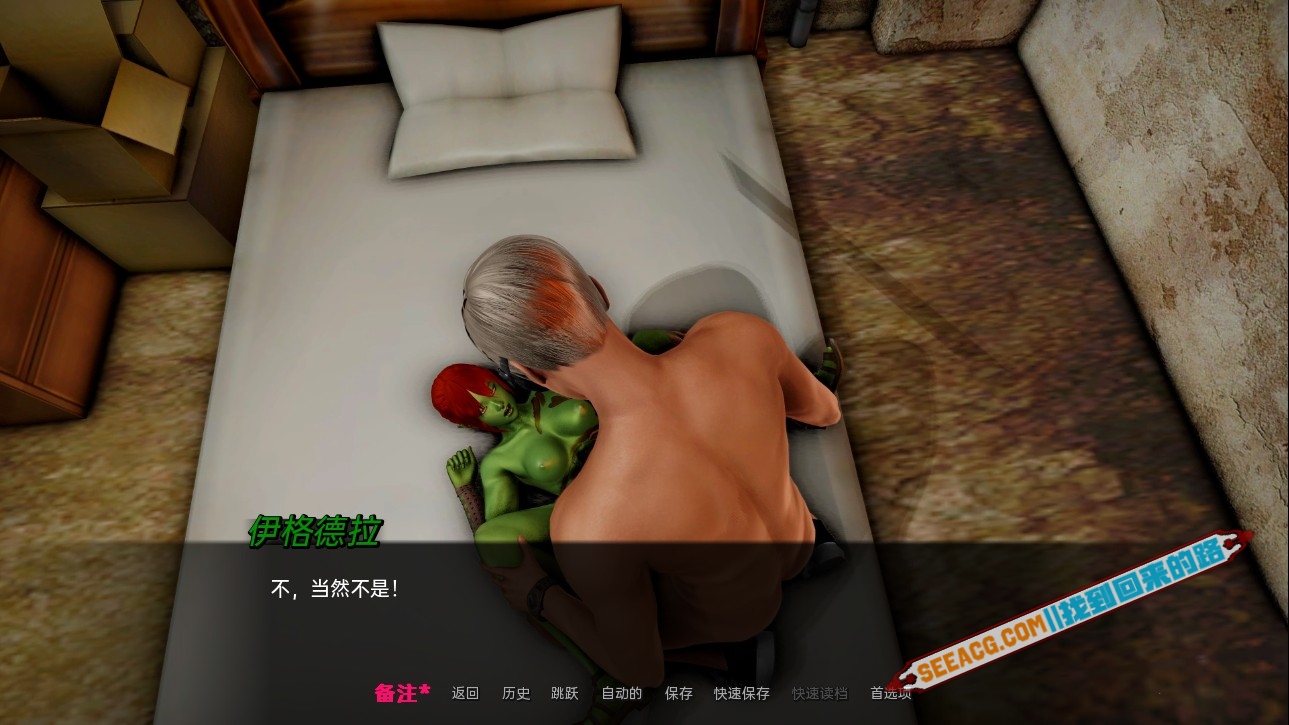 伊格德拉
不，当然不是！
SEEACG.COM||找到回来的路
备注* 返回 历史 跳跃 自动的 保存 快速保存 快速读档 首选项